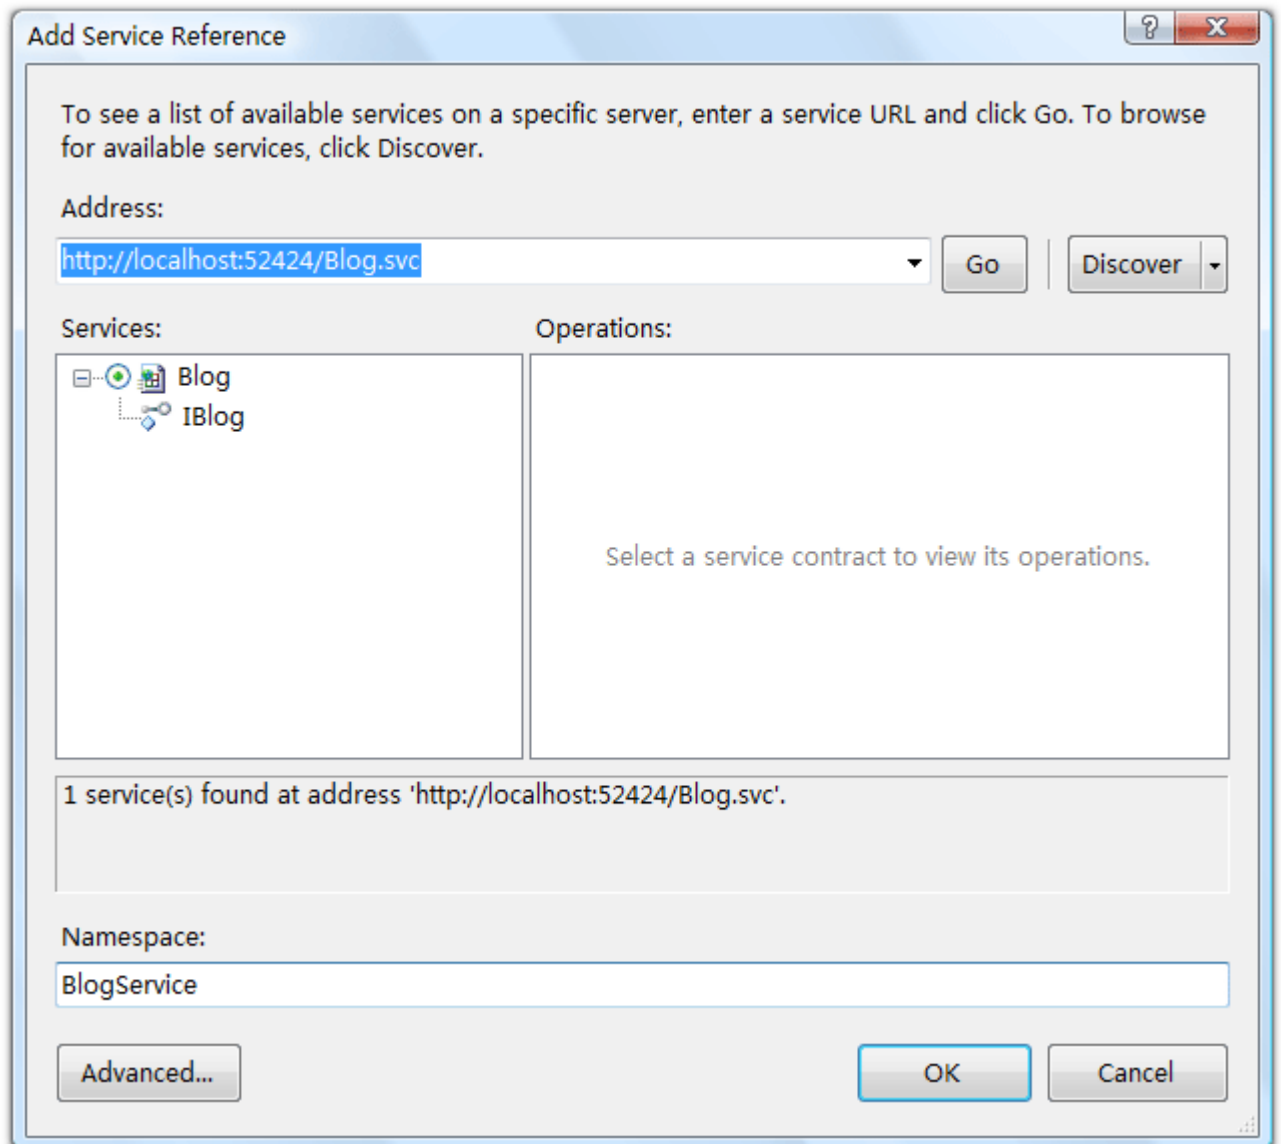 Add Service Reference
To see a list of available services on a specific server, enter a service URL and click Go. To browse
for available services, click Discover.
Address:
http://localhost:52424/Blog.svc
Go
Discover
Services:
Operations:
Blog
IBlog
Select a service contract to view its operations.
1 service(s) found at address 'http://localhost:52424/Blog.svc'.
Namespace:
BlogService
Advanced...
OK
Cancel